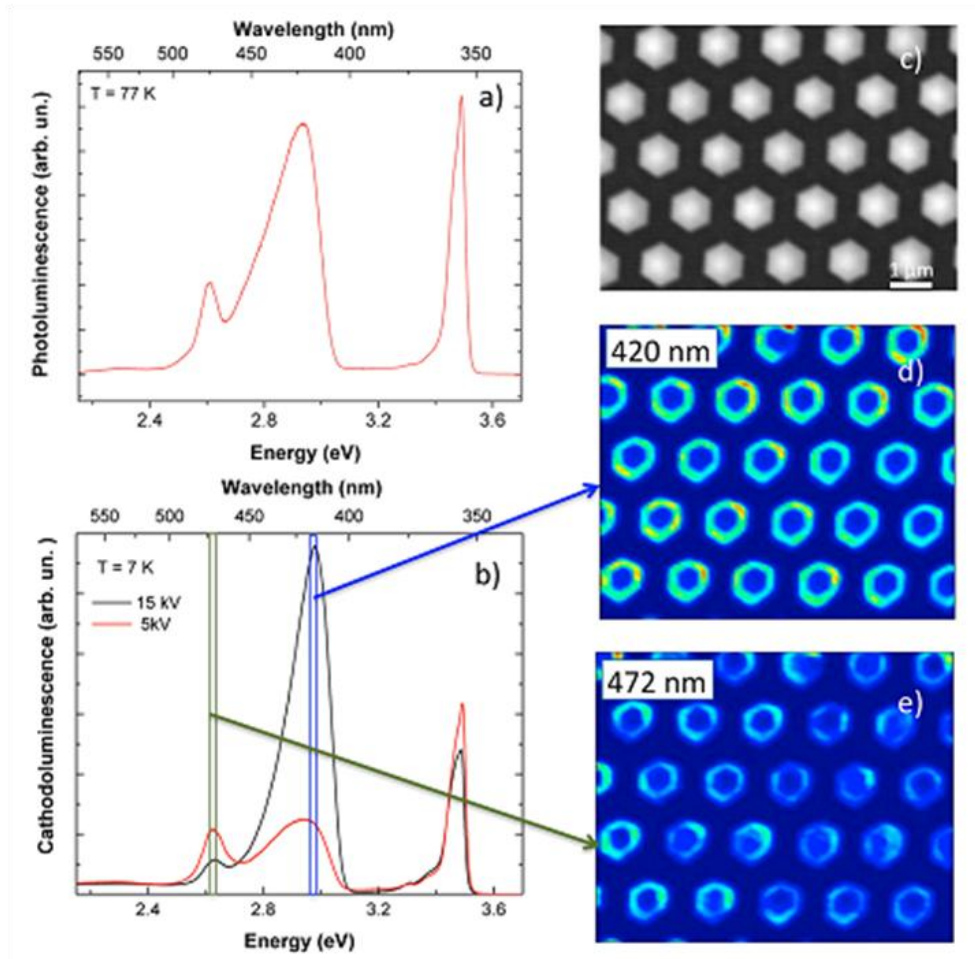 Wavelength (nm)
550 500 450 400 350
T = 77 K
a)
Photoluminescence (arb. un.)
2.4 2.8 3.2 3.6
Energy (eV)
Wavelength (nm)
550 500 450 400 350
T = 7 K
b)
15 kV
5kV
Cathodoluminescence (arb. un.)
2.4 2.8 3.2 3.6
Energy (eV)
c)
1 μm
420 nm
d)
472 nm
e)